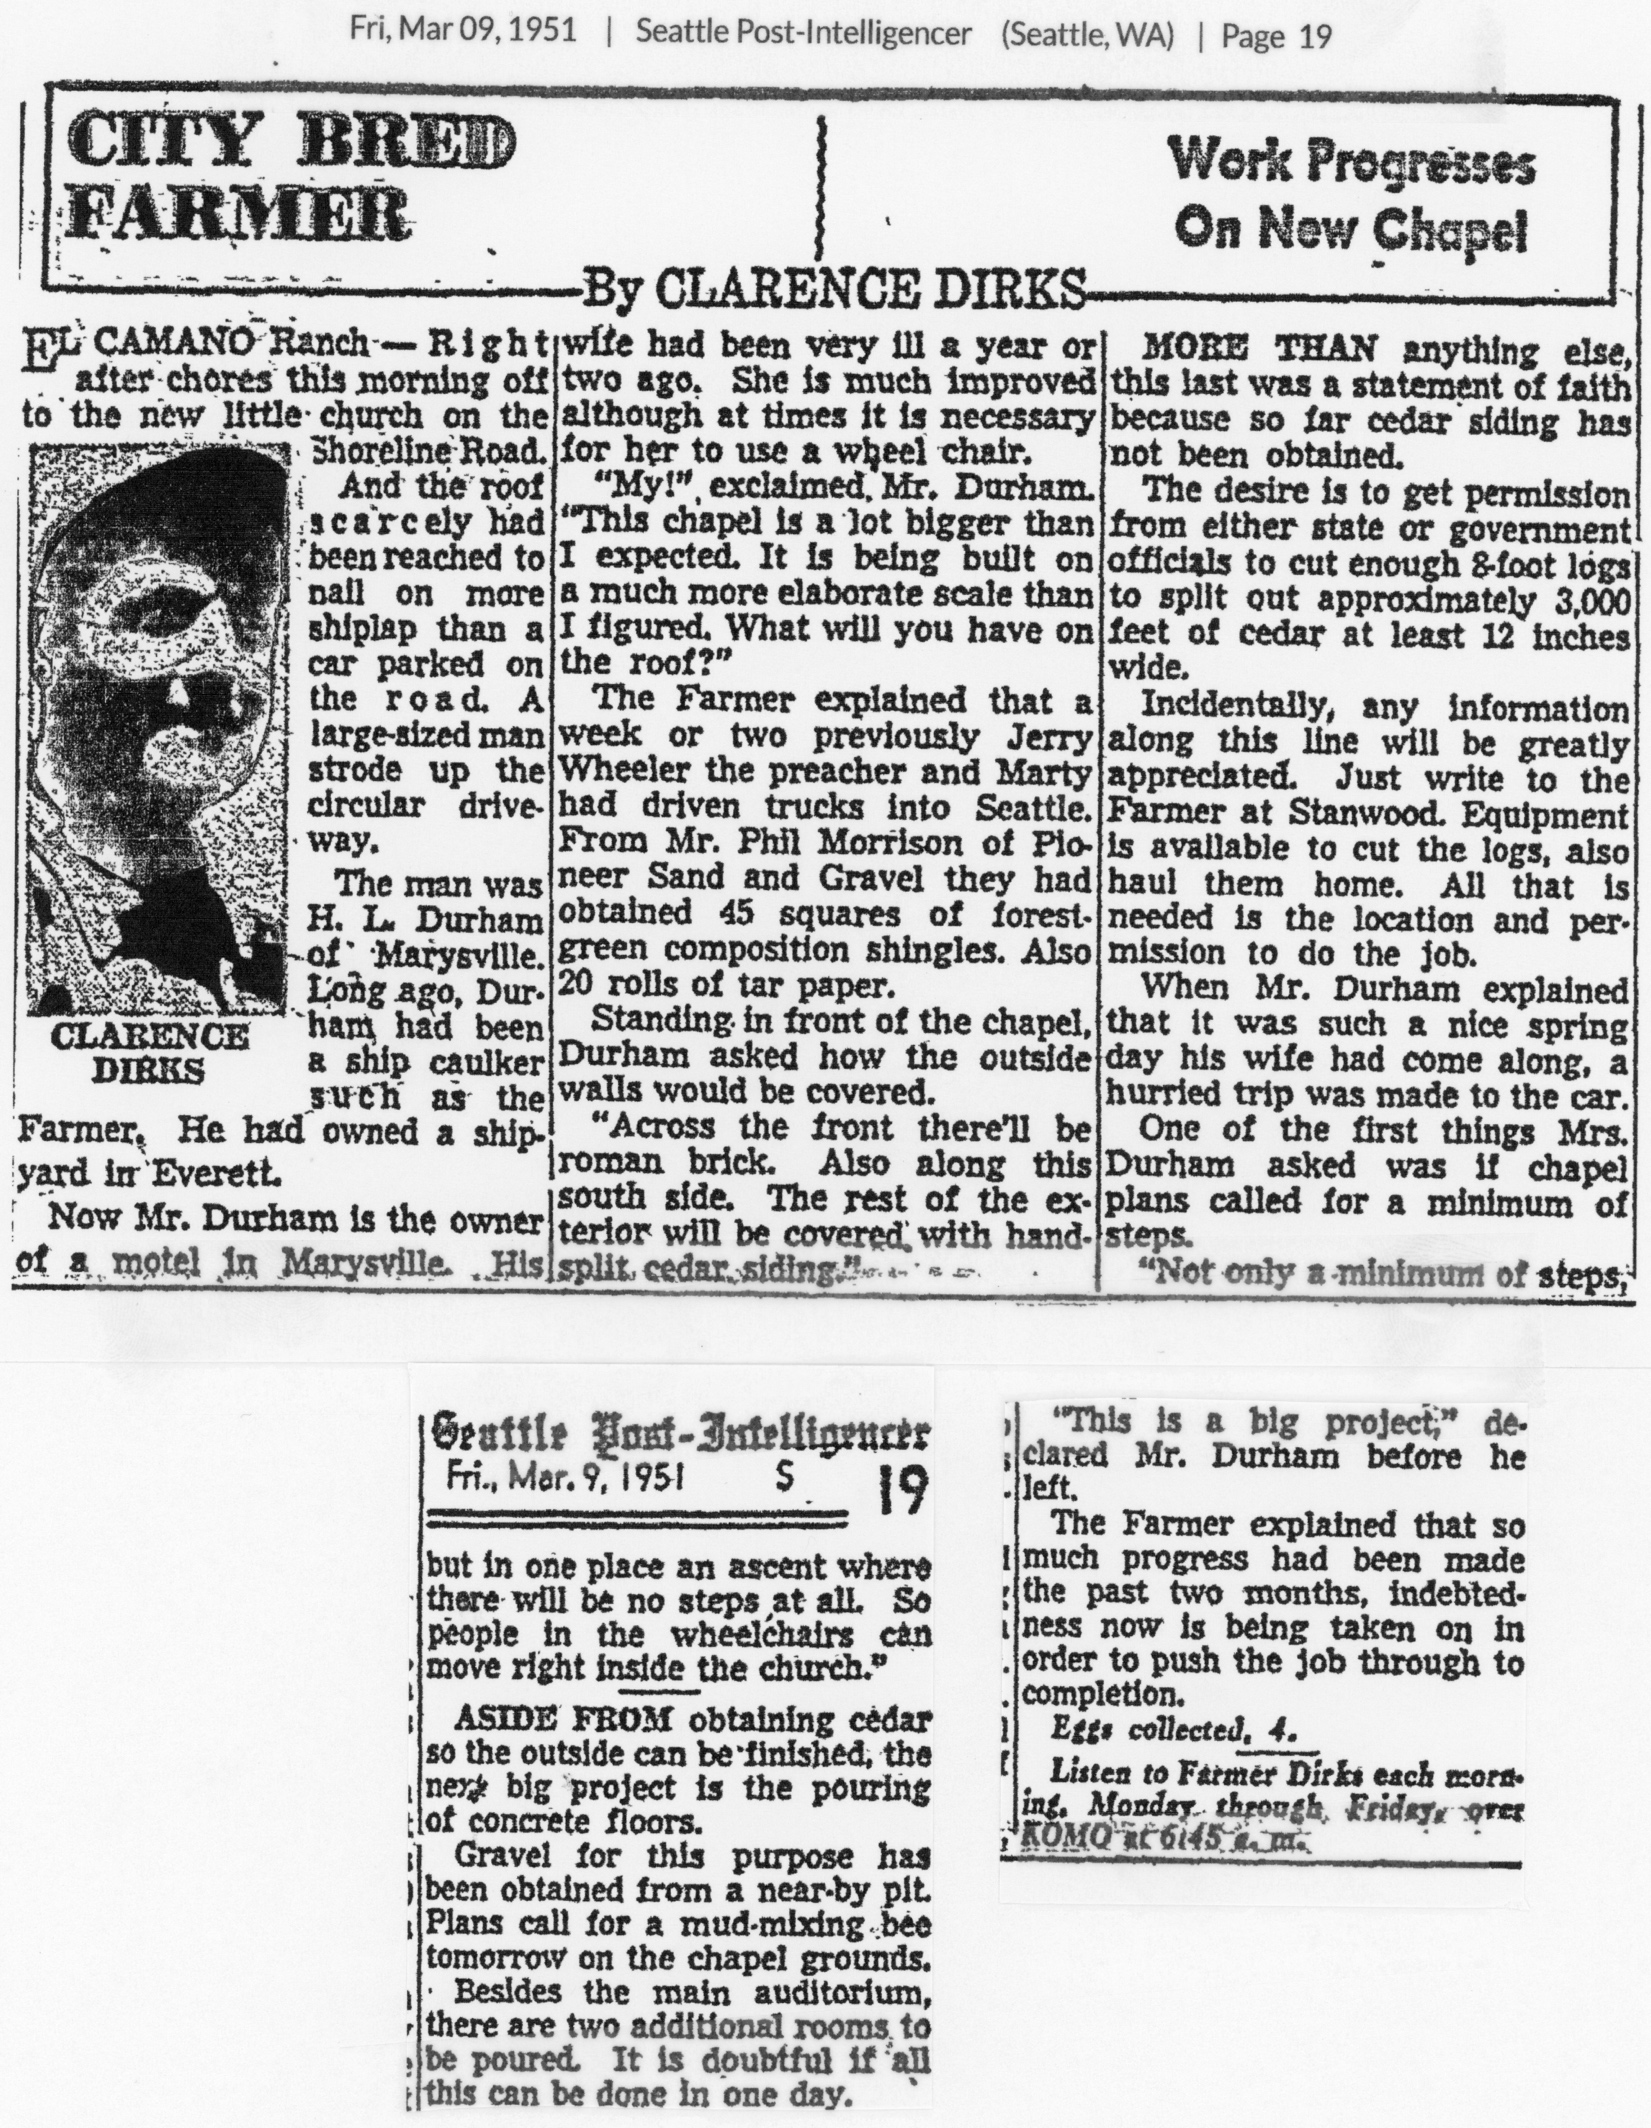 Fri, Mar 09, 1951 | Seattle Post-Intelligencer (Seattle, WA) | Page 19
CITY BRED
FARMER
Work Progresses
On New Chapel
By CLARENCE DIRKS
EL CAMANO Ranch — Right
after chores this morning off
to the new little church on the
Shoreline Road.
And the roof
scarcely had
been reached to
nail on more
shiplap than a
car parked on
the road. A
large-sized man
strode up the
circular drive-
way.
The man was
H. L. Durham
of Marysville.
Long ago, Dur-
ham had been
a ship caulker
such as the
CLARENCE
DIRKS
Farmer. He had owned a ship-
yard in Everett.
Now Mr. Durham is the owner
of a motel in Marysville. His
wife had been very ill a year or
two ago. She is much improved
although at times it is necessary
for her to use a wheel chair.
"My!", exclaimed, Mr. Durham.
"This chapel is a lot bigger than
I expected. It is being built on
a much more elaborate scale than
I figured. What will you have on
the roof?"
The Farmer explained that a
week or two previously Jerry
Wheeler the preacher and Marty
had driven trucks into Seattle.
From Mr. Phil Morrison of Pio-
neer Sand and Gravel they had
obtained 45 squares of forest-
green composition shingles. Also
20 rolls of tar paper.
Standing in front of the chapel,
Durham asked how the outside
walls would be covered.
"Across the front there'll be
roman brick. Also along this
south side. The rest of the ex-
terior will be covered with hand-
split cedar siding."
MORE THAN anything else,
this last was a statement of faith
because so far cedar siding has
not been obtained.
The desire is to get permission
from either state or government
officials to cut enough 8-foot logs
to split out approximately 3,000
feet of cedar at least 12 inches
wide.
Incidentally, any information
along this line will be greatly
appreciated. Just write to the
Farmer at Stanwood. Equipment
is available to cut the logs, also
haul them home. All that is
needed is the location and per-
mission to do the job.
When Mr. Durham explained
that it was such a nice spring
day his wife had come along, a
hurried trip was made to the car.
One of the first things Mrs.
Durham asked was if chapel
plans called for a minimum of
steps.
"Not only a minimum of steps,
Seattle Post-Intelligencer
Fri., Mar. 9, 1951 S 19
but in one place an ascent where
there will be no steps at all. So
people in the wheelchairs can
move right inside the church."
ASIDE FROM obtaining cedar
so the outside can be finished, the
next big project is the pouring
of concrete floors.
Gravel for this purpose has
been obtained from a near-by pit.
Plans call for a mud-mixing bee
tomorrow on the chapel grounds.
Besides the main auditorium,
there are two additional rooms to
be poured. It is doubtful if all
this can be done in one day.
"This is a big project," de-
clared Mr. Durham before he
left.
The Farmer explained that so
much progress had been made
the past two months, indebted-
ness now is being taken on in
order to push the job through to
completion.
Eggs collected, 4.
Listen to Farmer Dirks each morn-
ing, Monday through Friday, over
KOMO at 6:45 a. m.